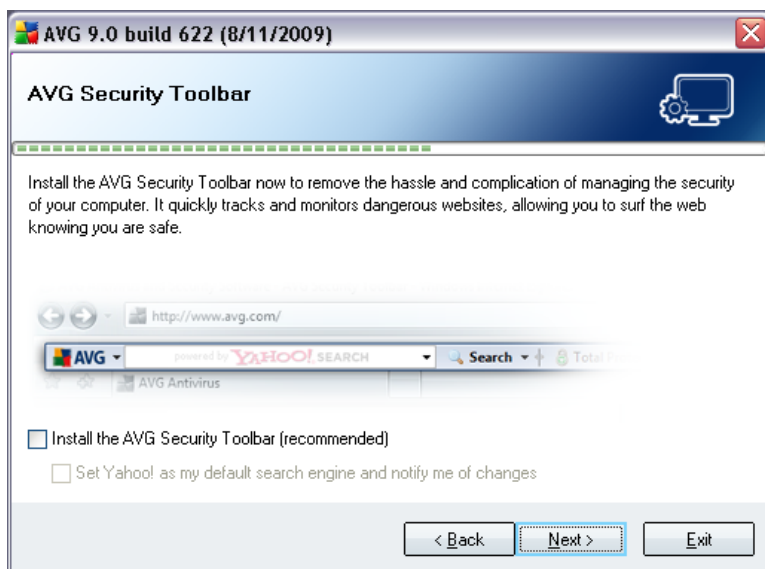 AVG 9.0 build 622 (8/11/2009)
AVG Security Toolbar
Install the AVG Security Toolbar now to remove the hassle and complication of managing the security
of your computer. It quickly tracks and monitors dangerous websites, allowing you to surf the web
knowing you are safe.
http://www.avg.com/
AVG powered by YAHOO! SEARCH Search Total
AVG Antivirus
Install the AVG Security Toolbar (recommended)
Set Yahoo! as my default search engine and notify me of changes
< Back Next > Exit